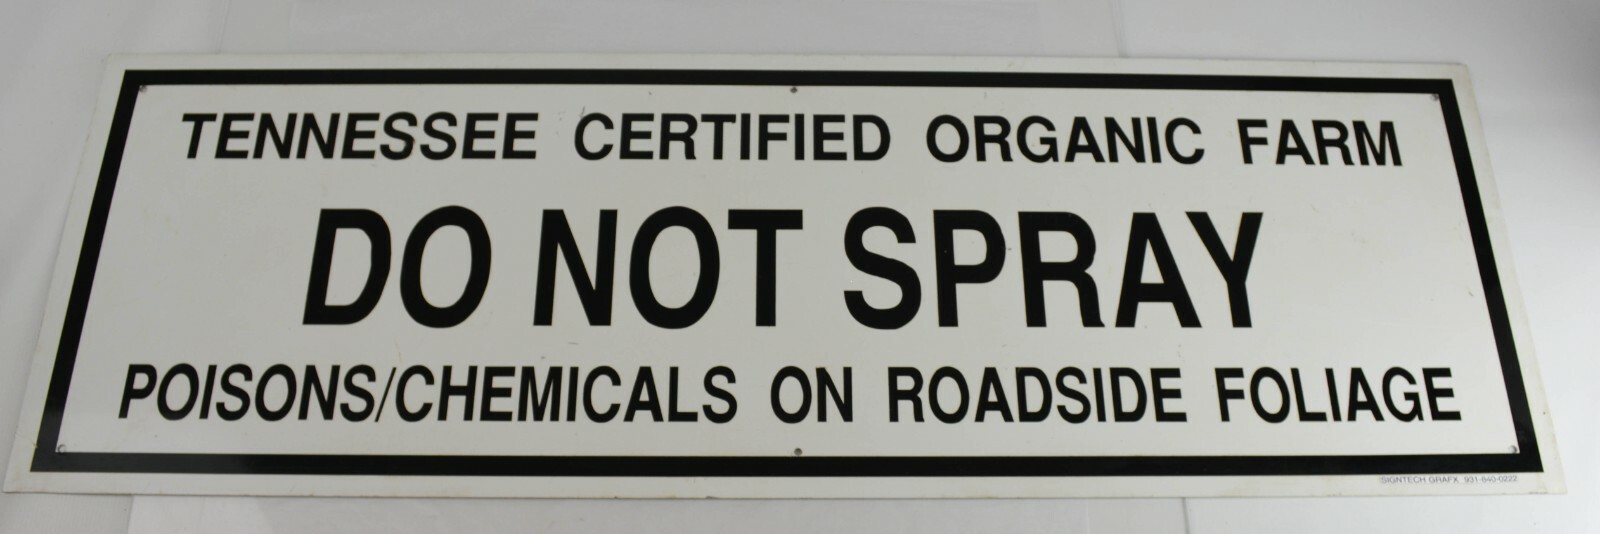 TENNESSEE CERTIFIED ORGANIC FARM
DO NOT SPRAY
POISONS/CHEMICALS ON ROADSIDE FOLIAGE
SIGNTECH GRAFX 931-840-0222